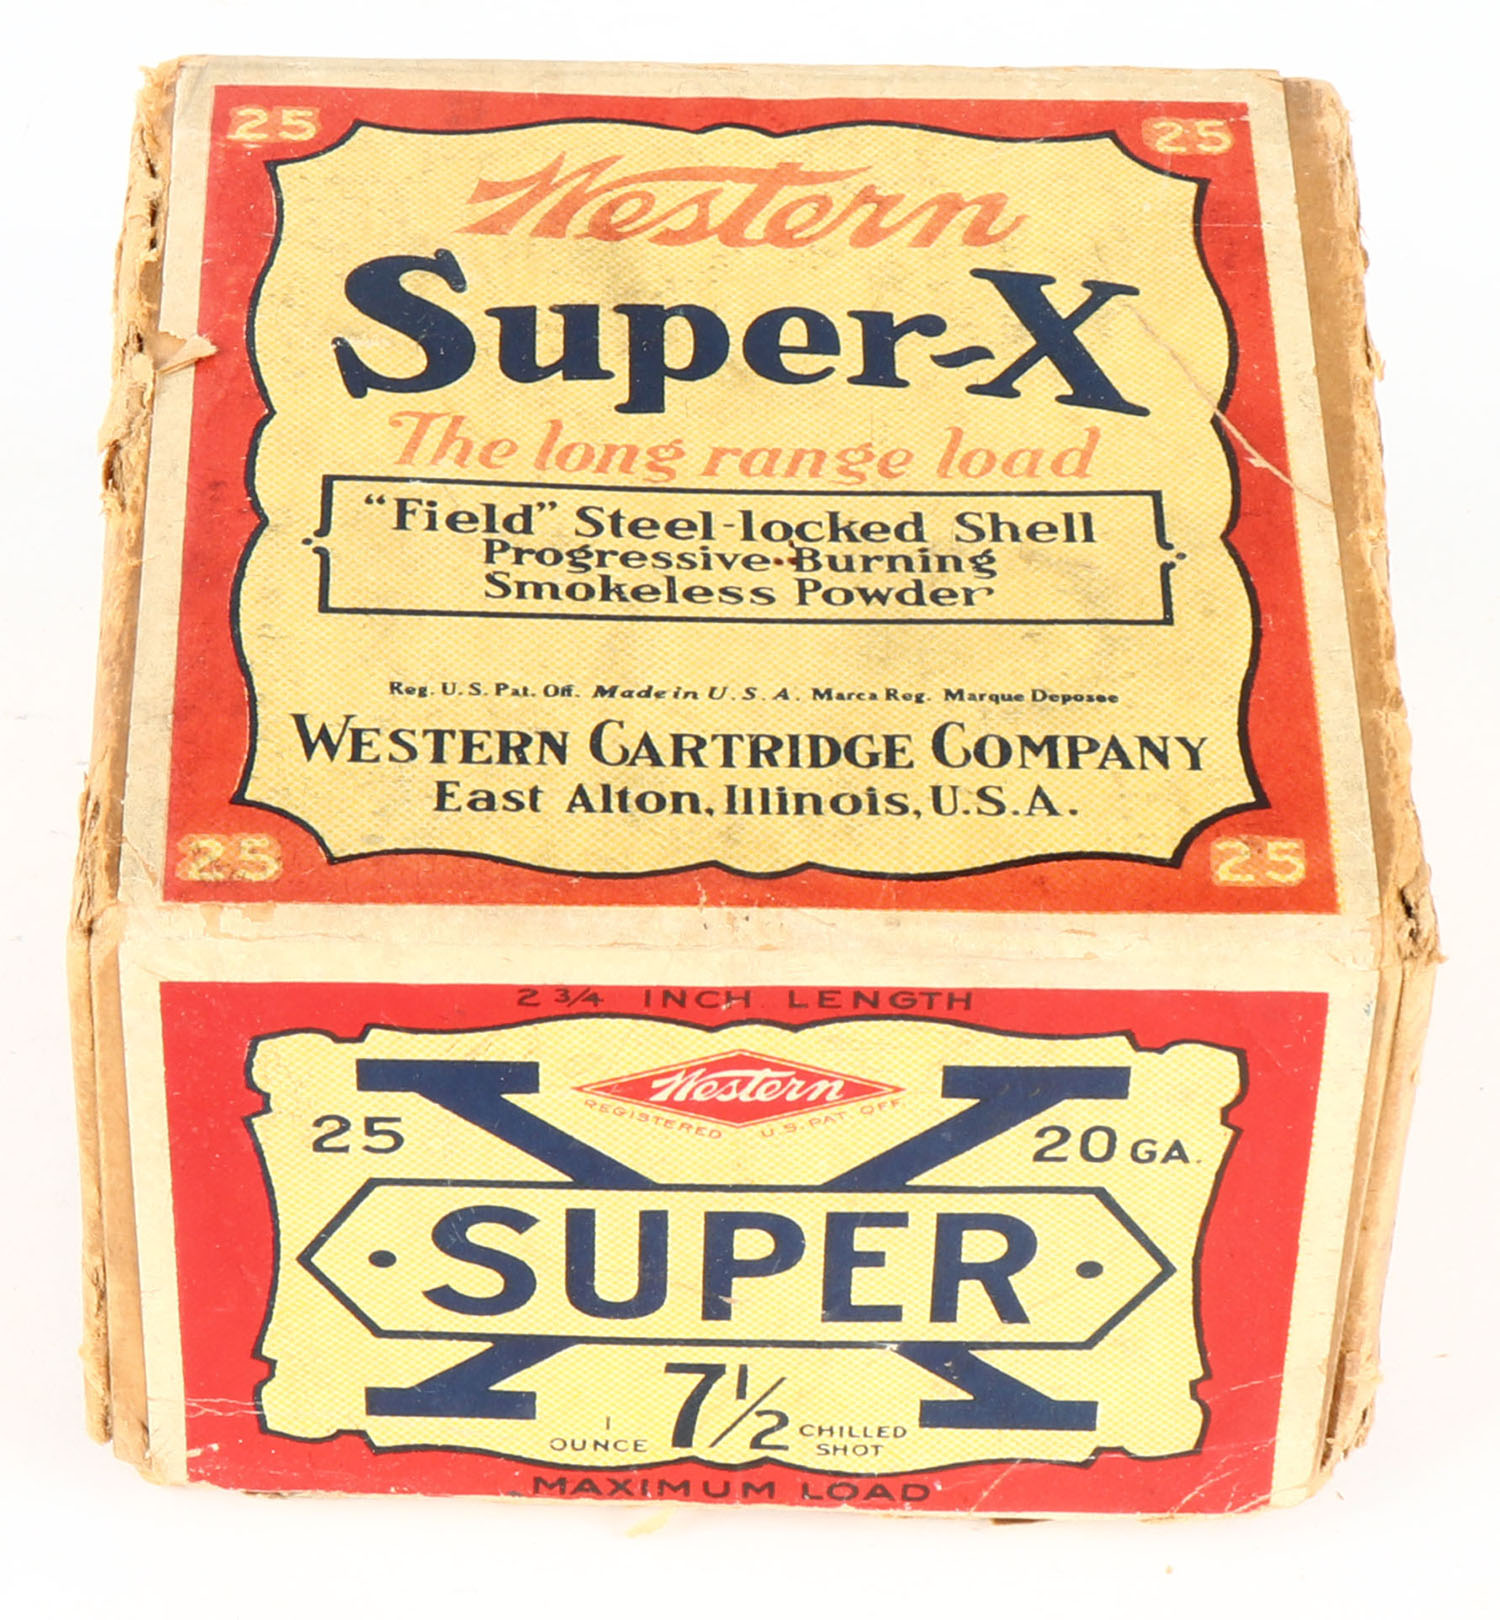 25 25
Western
Super-X
The long range load
"Field" Steel-locked Shell
Progressive-Burning
Smokeless Powder
Reg. U.S. Pat. Off. Made in U.S.A. Marca Reg. Marque Deposee
WESTERN CARTRIDGE COMPANY
East Alton, Illinois, U.S.A.
25 25
2 3/4 INCH LENGTH
Western
REGISTERED U.S. PAT. OFF.
25 X 20 GA.
• SUPER •
1 OUNCE 7 1/2 CHILLED SHOT
MAXIMUM LOAD